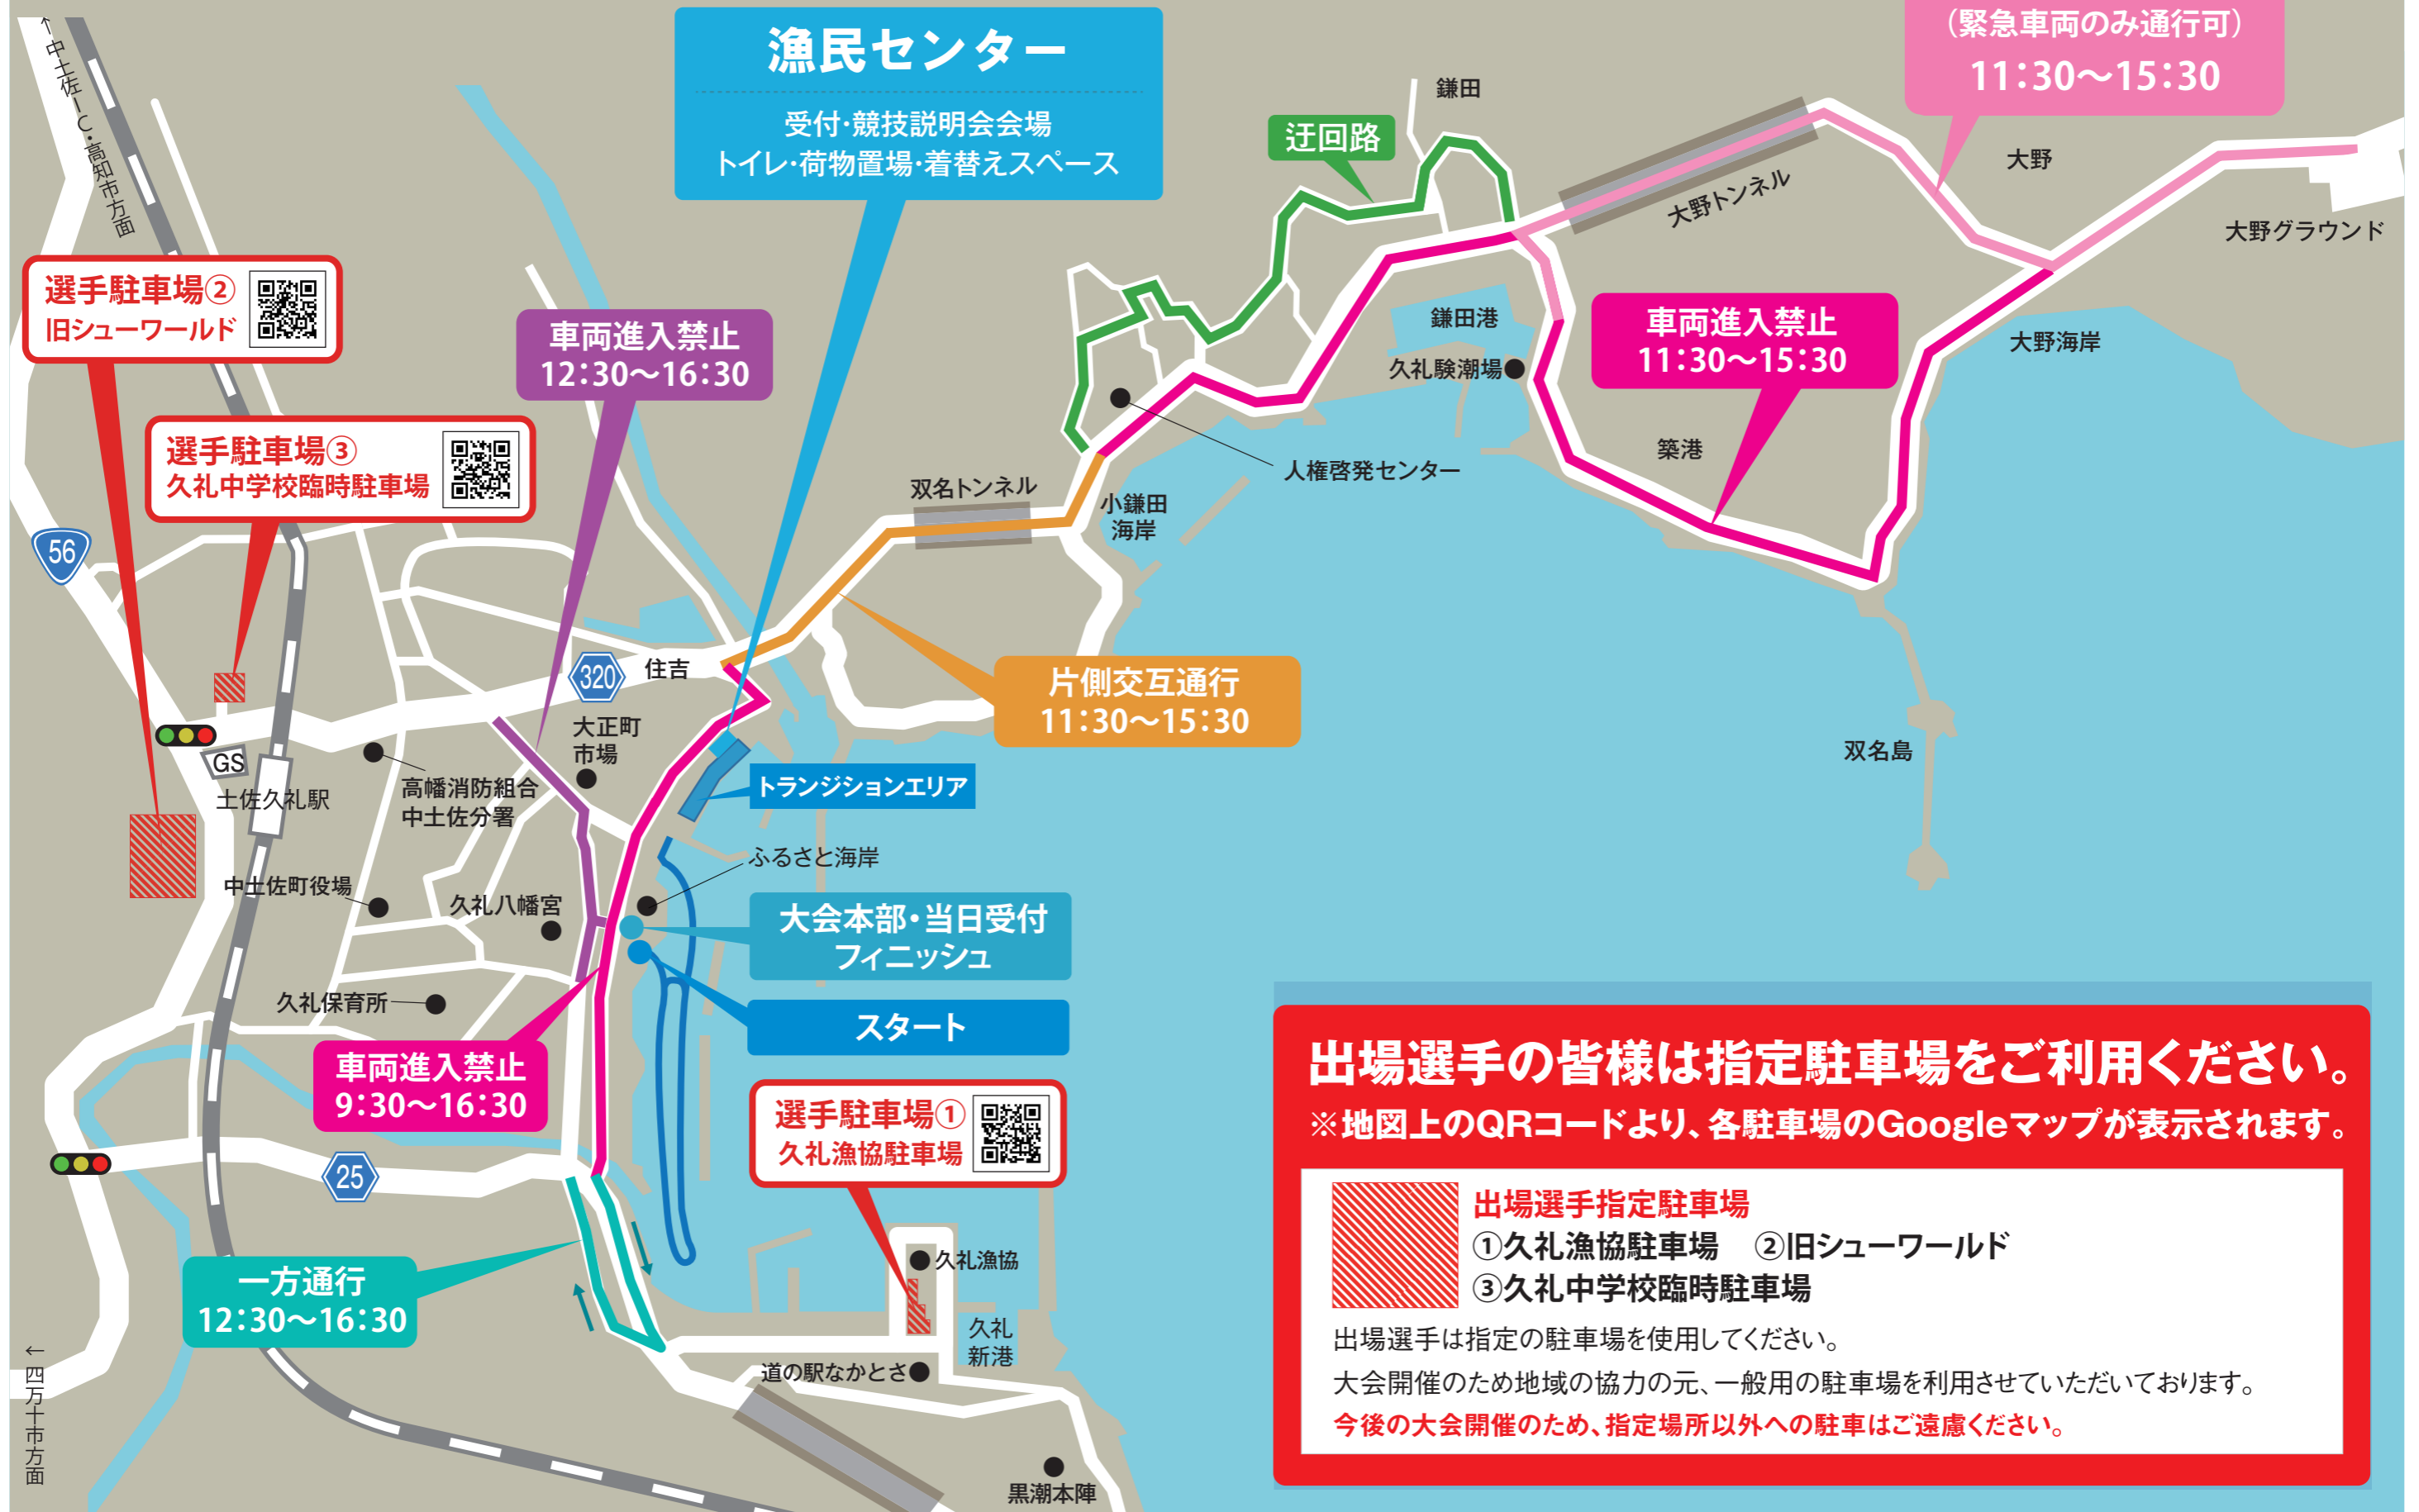 ↑中土佐IC・高知市方面
漁民センター
受付・競技説明会会場
トイレ・荷物置場・着替えスペース
（緊急車両のみ通行可）
11：30〜15：30
鎌田
迂回路
大野トンネル
大野
大野グラウンド
選手駐車場②
旧シューワールド
車両進入禁止
12：30〜16：30
鎌田港
久礼験潮場
車両進入禁止
11：30〜15：30
大野海岸
選手駐車場③
久礼中学校臨時駐車場
双名トンネル
小鎌田
海岸
人権啓発センター
築港
56
320
住吉
片側交互通行
11：30〜15：30
大正町
市場
双名島
GS
土佐久礼駅
高幡消防組合
中土佐分署
トランジションエリア
ふるさと海岸
中土佐町役場
久礼八幡宮
大会本部・当日受付
フィニッシュ
久礼保育所
スタート
車両進入禁止
9：30〜16：30
選手駐車場①
久礼漁協駐車場
25
一方通行
12：30〜16：30
久礼漁協
久礼
新港
道の駅なかとさ
黒潮本陣
←四万十市方面
出場選手の皆様は指定駐車場をご利用ください。
※地図上のQRコードより、各駐車場のGoogleマップが表示されます。
出場選手指定駐車場
①久礼漁協駐車場　②旧シューワールド
③久礼中学校臨時駐車場
出場選手は指定の駐車場を使用してください。
大会開催のため地域の協力の元、一般用の駐車場を利用させていただいております。
今後の大会開催のため、指定場所以外への駐車はご遠慮ください。